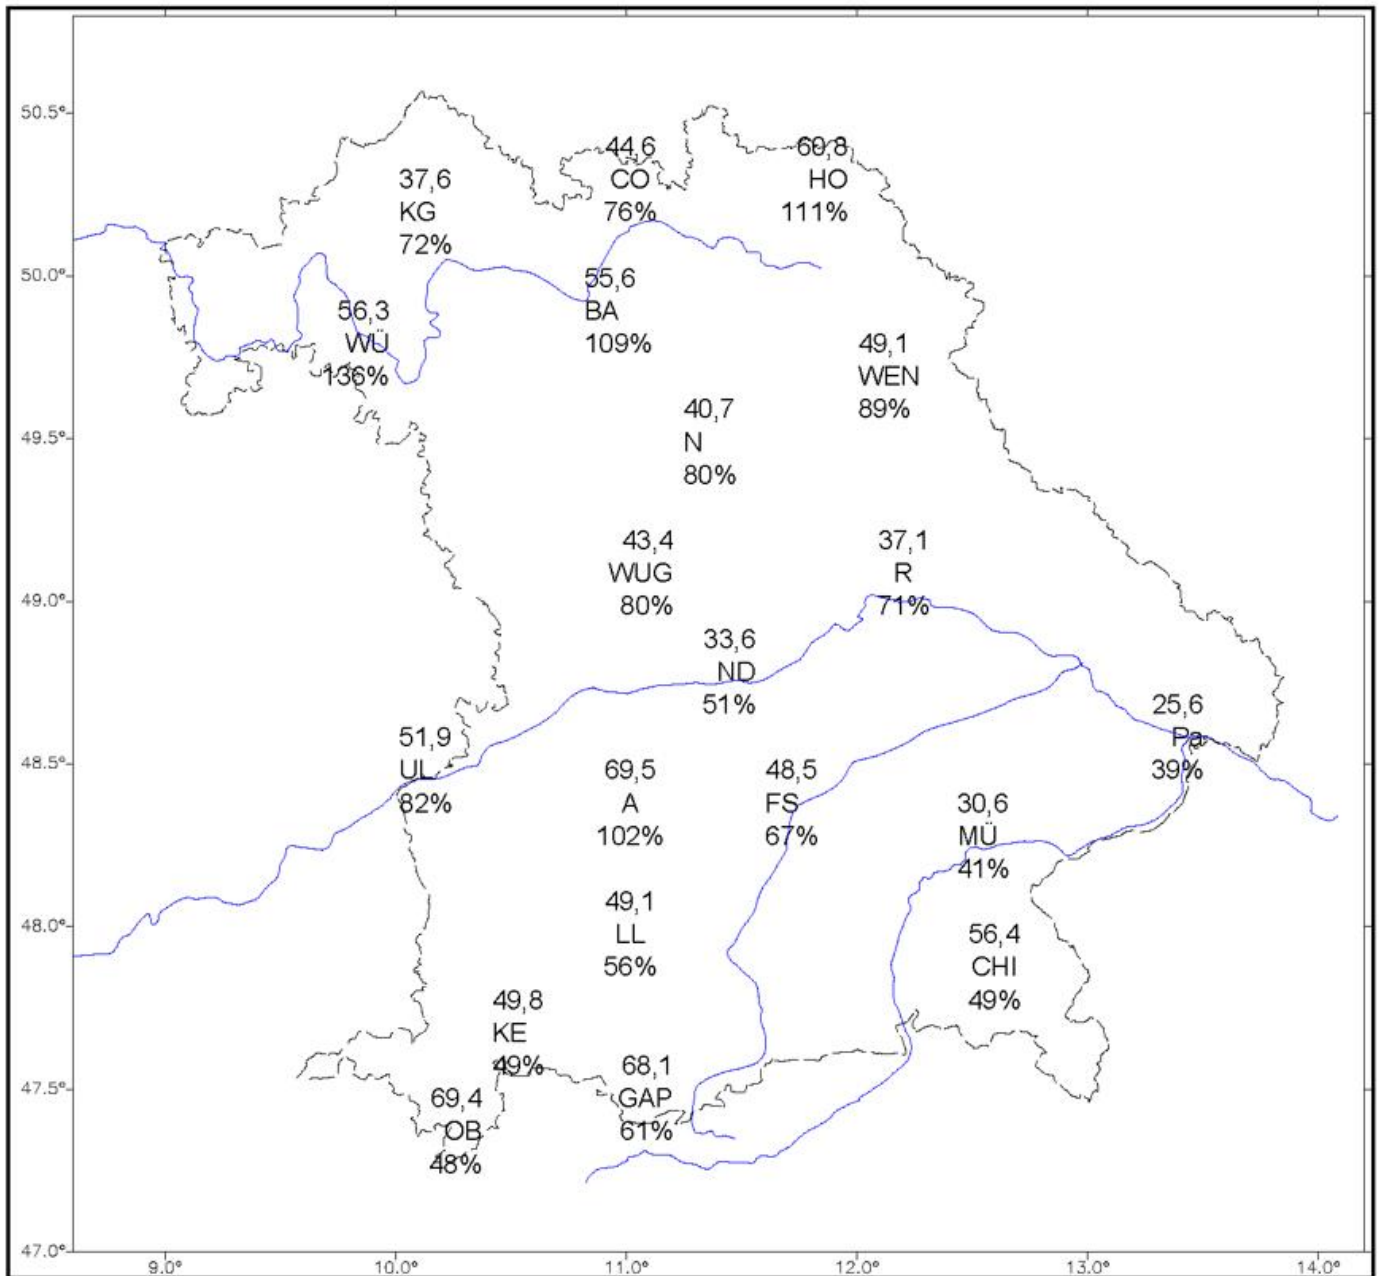 50.5°
44,6
CO
76%
60,8
HO
111%
37,6
KG
72%
50.0°
55,6
BA
109%
56,3
WÜ
136%
49,1
WEN
89%
49.5°
40,7
N
80%
43,4
WUG
80%
37,1
R
71%
49.0°
33,6
ND
51%
25,6
Pa
39%
51,9
UL
82%
48.5°
69,5
A
102%
48,5
FS
67%
30,6
MÜ
41%
49,1
LL
56%
48.0°
56,4
CHI
49%
49,8
KE
49%
68,1
GAP
61%
47.5°
69,4
OB
48%
47.0°
9.0°
10.0°
11.0°
12.0°
13.0°
14.0°